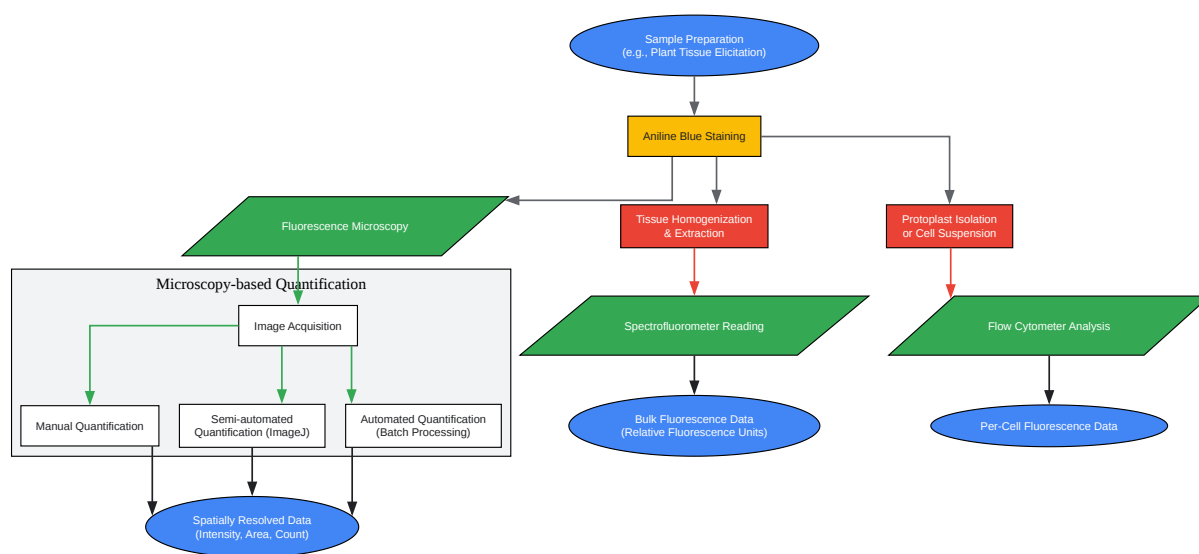 Sample Preparation
(e.g., Plant Tissue Elicitation)
Aniline Blue Staining
Fluorescence Microscopy
Tissue Homogenization
& Extraction
Protoplast Isolation
or Cell Suspension
Microscopy-based Quantification
Image Acquisition
Spectrofluorometer Reading
Flow Cytometer Analysis
Manual Quantification
Semi-automated
Quantification (ImageJ)
Automated Quantification
(Batch Processing)
Bulk Fluorescence Data
(Relative Fluorescence Units)
Per-Cell Fluorescence Data
Spatially Resolved Data
(Intensity, Area, Count)